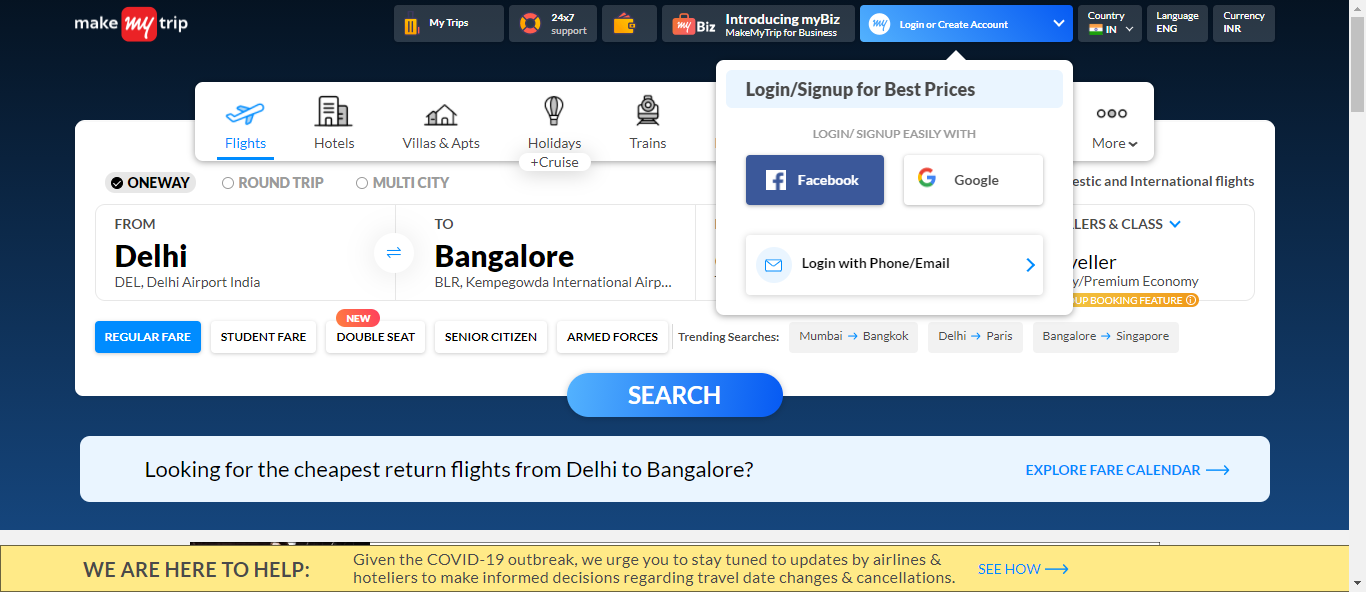 make my trip
My Trips
24x7
support
my Biz
Introducing myBiz
MakeMyTrip for Business
my
Login or Create Account
Country
IN
Language
ENG
Currency
INR
Login/Signup for Best Prices
LOGIN/ SIGNUP EASILY WITH
Facebook
Google
Login with Phone/Email
Flights
Hotels
Villas & Apts
Holidays
+Cruise
Trains
More
ONEWAY
ROUND TRIP
MULTI CITY
estic and International flights
FROM
Delhi
DEL, Delhi Airport India
TO
Bangalore
BLR, Kempegowda International Airp...
LERS & CLASS
veller
y/Premium Economy
UP BOOKING FEATURE
REGULAR FARE
STUDENT FARE
NEW
DOUBLE SEAT
SENIOR CITIZEN
ARMED FORCES
Trending Searches:
Mumbai → Bangkok
Delhi → Paris
Bangalore → Singapore
SEARCH
Looking for the cheapest return flights from Delhi to Bangalore?
EXPLORE FARE CALENDAR
WE ARE HERE TO HELP:
Given the COVID-19 outbreak, we urge you to stay tuned to updates by airlines &
hoteliers to make informed decisions regarding travel date changes & cancellations.
SEE HOW